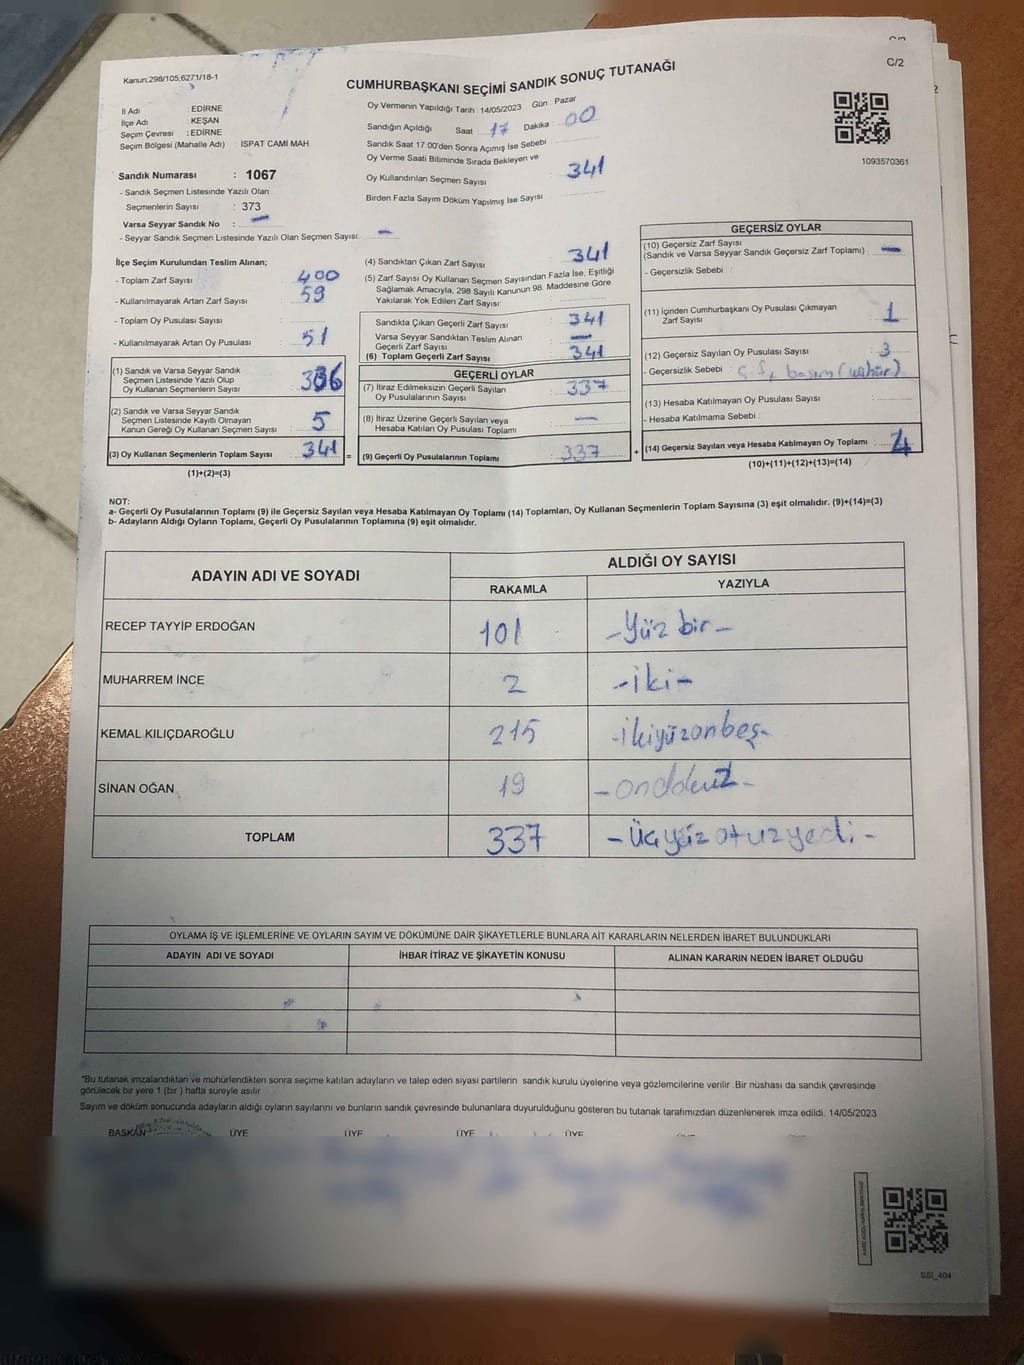 C/2
Kanun:298/105;6271/18-1
CUMHURBAŞKANI SEÇİMİ SANDIK SONUÇ TUTANAĞI
İl Adı : EDİRNE
İlçe Adı : KEŞAN
Seçim Çevresi : EDİRNE
Seçim Bölgesi (Mahalle Adı) : İSPAT CAMİ MAH.
Oy Vermenin Yapıldığı Tarih : 14/05/2023 Gün : Pazar
Sandığın Açıldığı Saat : 17 Dakika : 00
Sandık Saat 17.00'den Sonra Açımış İse Sebebi :
Oy Verme Saati Bitiminde Sırada Bekleyen ve
Oy Kullandırılan Seçmen Sayısı : 341
Birden Fazla Sayım Döküm Yapılmış İse Sayısı :
1093570361
Sandık Numarası : 1067
- Sandık Seçmen Listesinde Yazılı Olan
Seçmenlerin Sayısı : 373
Varsa Seyyar Sandık No : -
- Seyyar Sandık Seçmen Listesinde Yazılı Olan Seçmen Sayısı: -
İlçe Seçim Kurulundan Teslim Alınan;
- Toplam Zarf Sayısı : 400
- Kullanılmayarak Artan Zarf Sayısı : 59
- Toplam Oy Pusulası Sayısı :
- Kullanılmayarak Artan Oy Pusulası : 51
(1) Sandık ve Varsa Seyyar Sandık
Seçmen Listesinde Yazılı Olup
Oy Kullanan Seçmenlerin Sayısı : 336
(2) Sandık ve Varsa Seyyar Sandık
Seçmen Listesinde Kayıtlı Olmayan
Kanun Gereği Oy Kullanan Seçmen Sayısı : 5
(3) Oy Kullanan Seçmenlerin Toplam Sayısı : 341 =
(1)+(2)=(3)
(4) Sandıktan Çıkan Zarf Sayısı : 341
(5) Zarf Sayısı Oy Kullanan Seçmen Sayısından Fazla İse, Eşitliği
Sağlamak Amacıyla, 298 Sayılı Kanunun 98. Maddesine Göre
Yakılarak Yok Edilen Zarf Sayısı :
Sandıkta Çıkan Geçerli Zarf Sayısı : 341
Varsa Seyyar Sandıktan Teslim Alınan
Geçerli Zarf Sayısı : -
(6) Toplam Geçerli Zarf Sayısı : 341
GEÇERLİ OYLAR
(7) İtiraz Edilmeksizin Geçerli Sayılan
Oy Pusulalarının Sayısı : 337
(8) İtiraz Üzerine Geçerli Sayılan veya
Hesaba Katılan Oy Pusulası Toplamı : -
(9) Geçerli Oy Pusulalarının Toplamı : 337 +
GEÇERSİZ OYLAR
(10) Geçersiz Zarf Sayısı
(Sandık ve Varsa Seyyar Sandık Geçersiz Zarf Toplamı) : -
- Geçersizlik Sebebi :
(11) İçinden Cumhurbaşkanı Oy Pusulası Çıkmayan
Zarf Sayısı : 1
(12) Geçersiz Sayılan Oy Pusulası Sayısı : 3
- Geçersizlik Sebebi : basım (mühür)
(13) Hesaba Katılmayan Oy Pusulası Sayısı :
- Hesaba Katılmama Sebebi :
(14) Geçersiz Sayılan veya Hesaba Katılmayan Oy Toplamı : 4
(10)+(11)+(12)+(13)=(14)
NOT:
a- Geçerli Oy Pusulalarının Toplamı (9) ile Geçersiz Sayılan veya Hesaba Katılmayan Oy Toplamı (14) Toplamları, Oy Kullanan Seçmenlerin Toplam Sayısına (3) eşit olmalıdır. (9)+(14)=(3)
b- Adayların Aldığı Oyların Toplamı, Geçerli Oy Pusulalarının Toplamına (9) eşit olmalıdır.
ADAYIN ADI VE SOYADI ALDIĞI OY SAYISI
RAKAMLA YAZIYLA
RECEP TAYYİP ERDOĞAN 101 -Yüz bir-
MUHARREM İNCE 2 -iki-
KEMAL KILIÇDAROĞLU 215 -ikiyüzonbeş-
SİNAN OĞAN 19
TOPLAM 337 -Üçyüzotuzyedi-
OYLAMA İŞ VE İŞLEMLERİNE VE OYLARIN SAYIM VE DÖKÜMÜNE DAİR ŞİKAYETLERLE BUNLARA AİT KARARLARIN NELERDEN İBARET BULUNDUKLARI
ADAYIN ADI VE SOYADI İHBAR İTİRAZ VE ŞİKAYETİN KONUSU ALINAN KARARIN NEDEN İBARET OLDUĞU
*Bu tutanak imzalandıktan ve mühürlendikten sonra seçime katılan adayların ve talep eden siyasi partilerin sandık kurulu üyelerine veya gözlemcilerine verilir. Bir nüshası da sandık çevresinde
görülecek bir yere 1 (bir ) hafta süreyle asılır.
Sayım ve döküm sonucunda adayların aldığı oyların sayılarını ve bunların sandık çevresinde bulunanlara duyurulduğunu gösteren bu tutanak tarafımızdan düzenlenerek imza edildi. 14/05/2023
BAŞKAN ÜYE ÜYE ÜYE ÜYE
SSİ_404